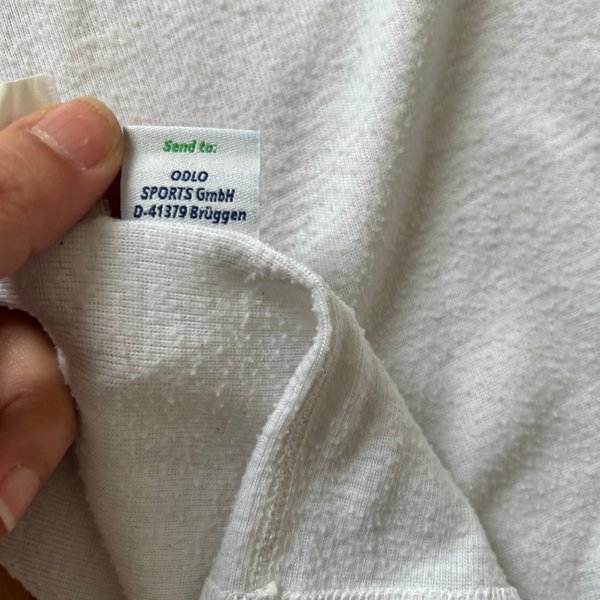 Send to:
ODLO
SPORTS GmbH
D-41379 Brüggen